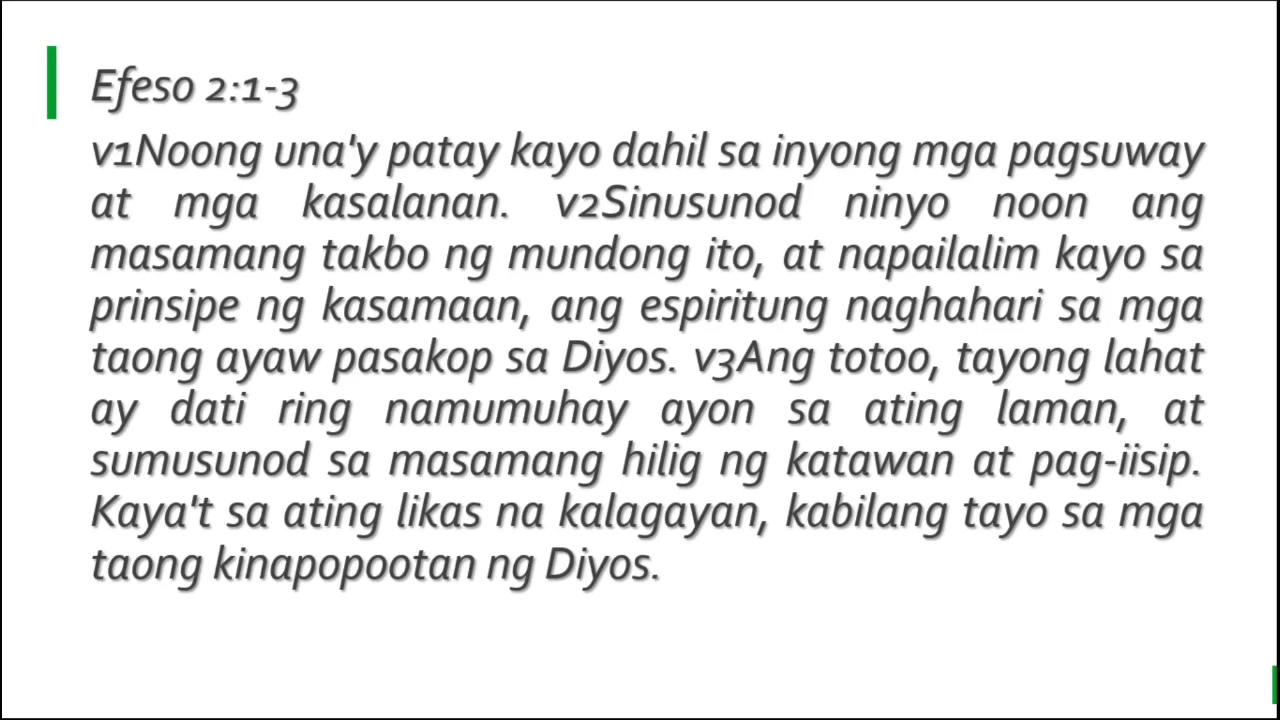 Efeso 2:1-3
v1Noong una'y patay kayo dahil sa inyong mga pagsuway
at mga kasalanan. v2Sinusunod ninyo noon ang
masamang takbo ng mundong ito, at napailalim kayo sa
prinsipe ng kasamaan, ang espiritung naghahari sa mga
taong ayaw pasakop sa Diyos. v3Ang totoo, tayong lahat
ay dati ring namumuhay ayon sa ating laman, at
sumusunod sa masamang hilig ng katawan at pag-iisip.
Kaya't sa ating likas na kalagayan, kabilang tayo sa mga
taong kinapopootan ng Diyos.